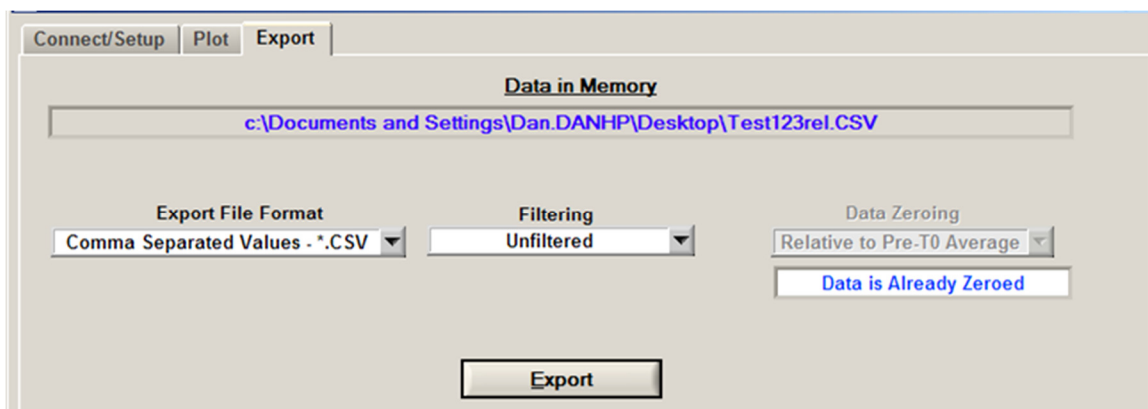 Connect/Setup Plot Export
Data in Memory
c:\Documents and Settings\Dan.DANHP\Desktop\Test123rel.CSV
Export File Format Filtering Data Zeroing
Comma Separated Values - *.CSV Unfiltered Relative to Pre-T0 Average
Data is Already Zeroed
Export